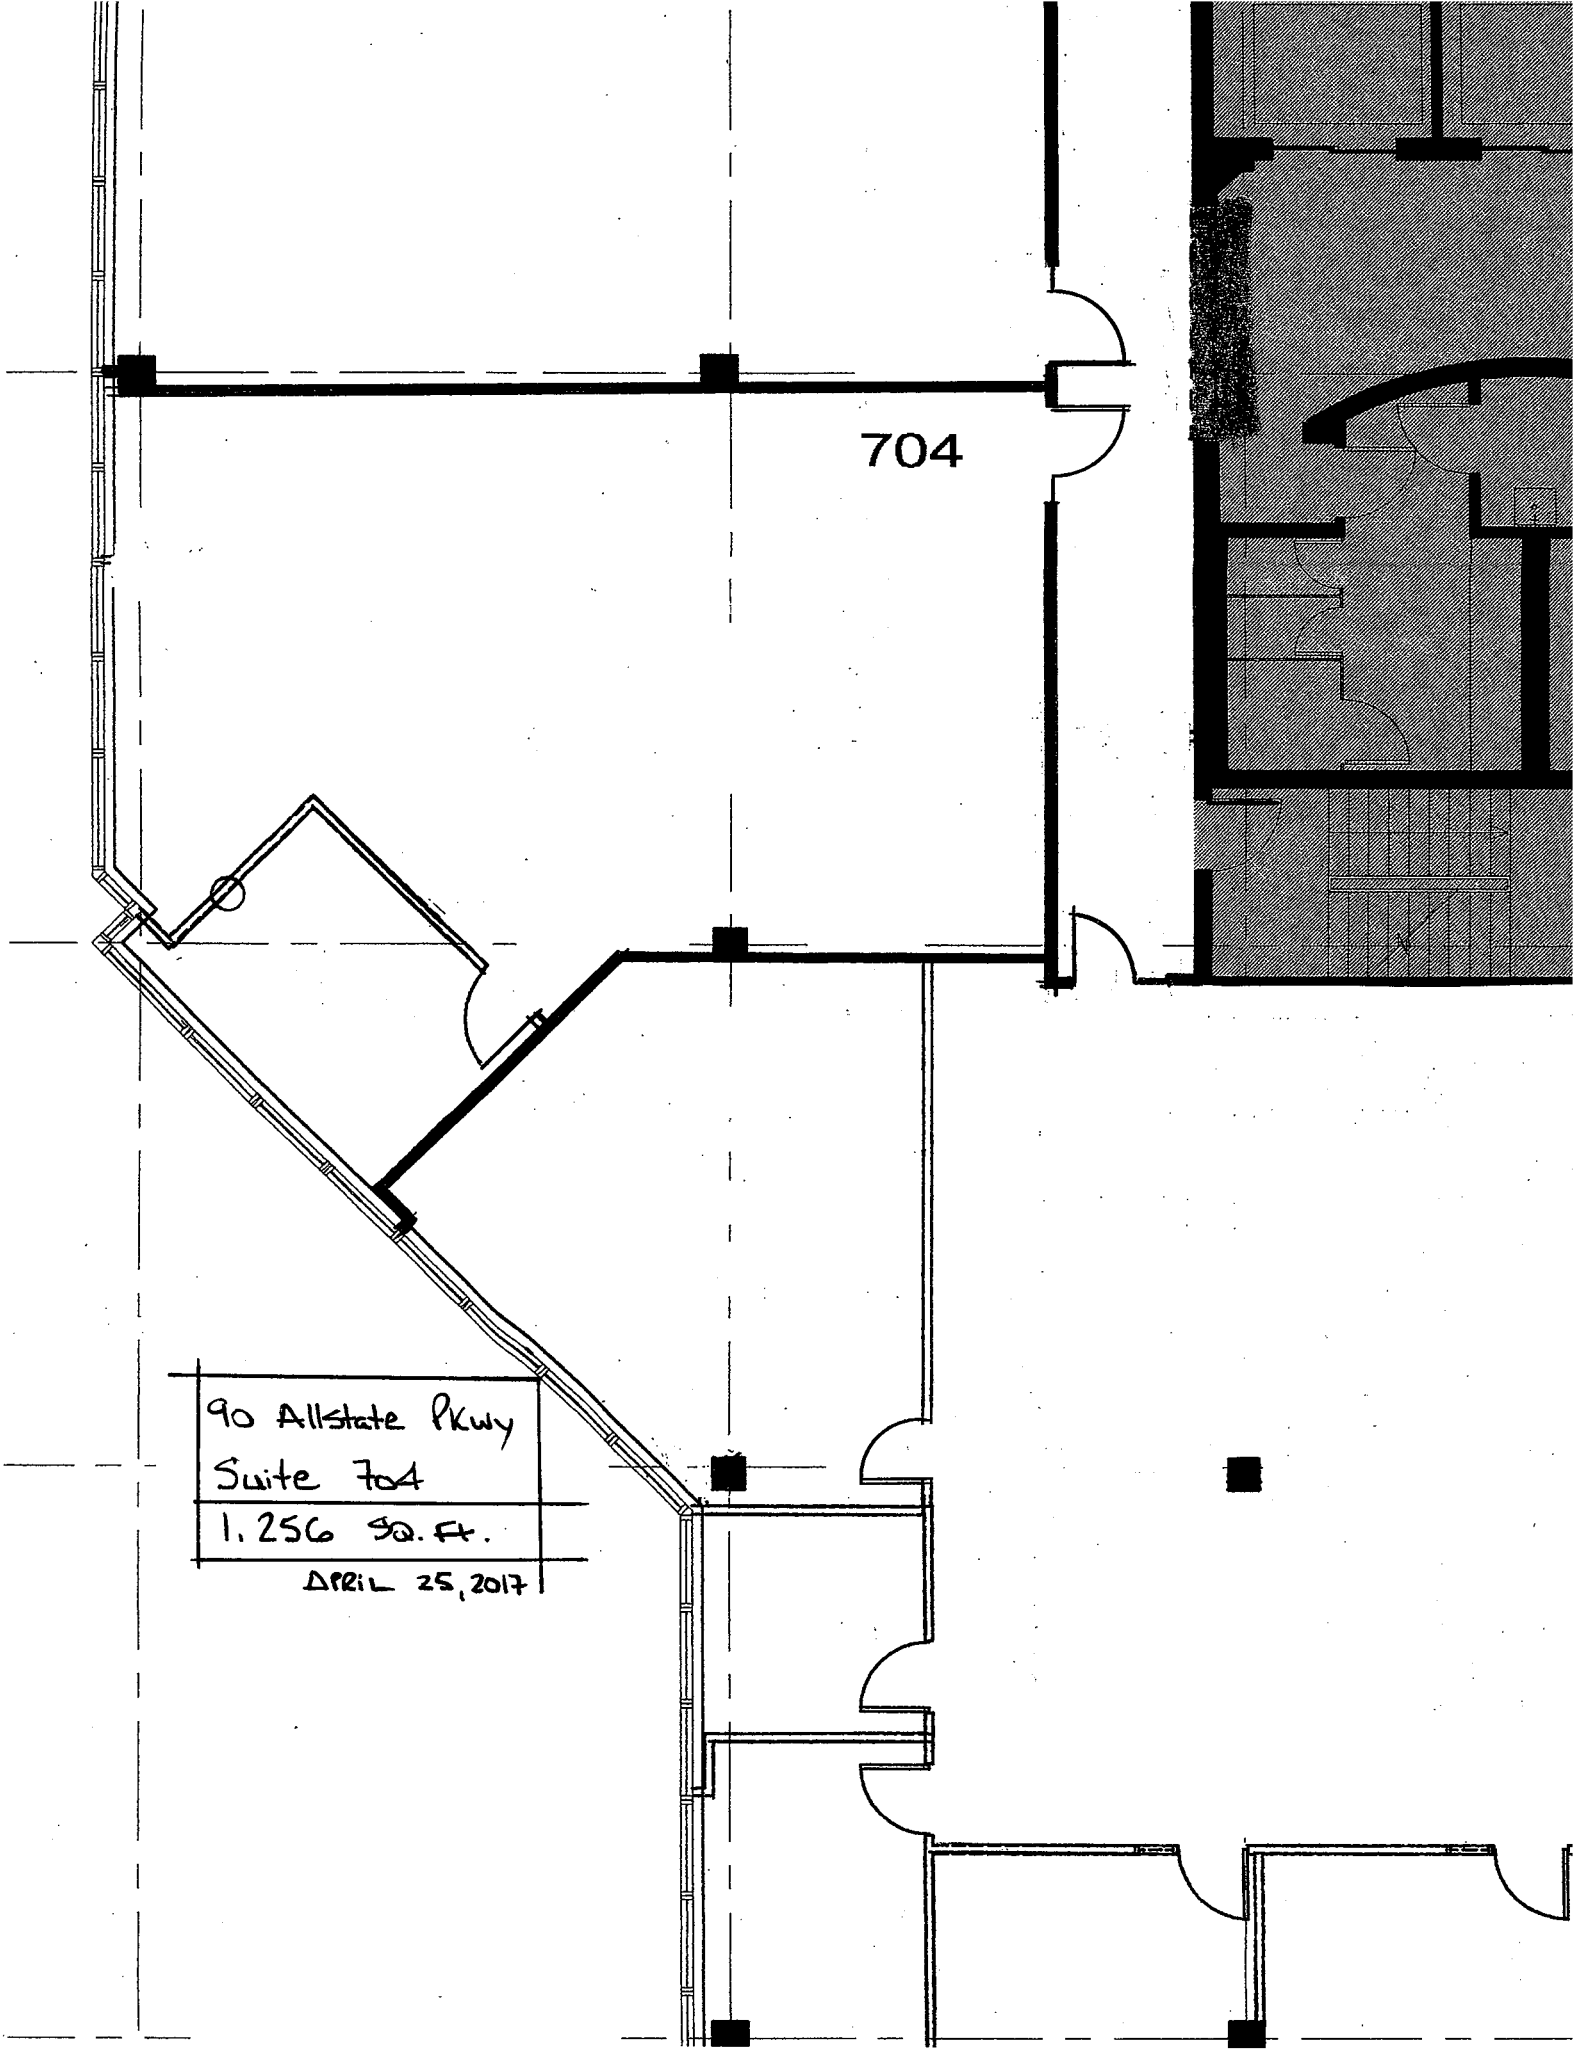 704
90 Allstate Pkwy
Suite 704
1.256 SQ. Ft.
APRIL 25, 2017